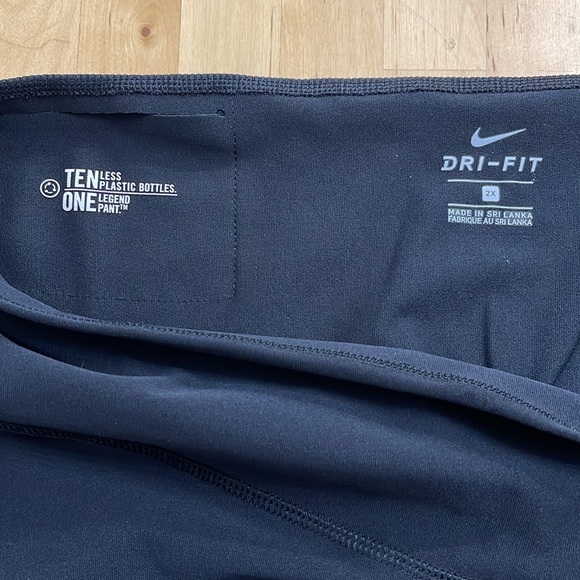 TEN LESS
PLASTIC BOTTLES.
ONE LEGEND
PANT.™
DRI-FIT
2X
MADE IN SRI LANKA
FABRIQUE AU SRI LANKA